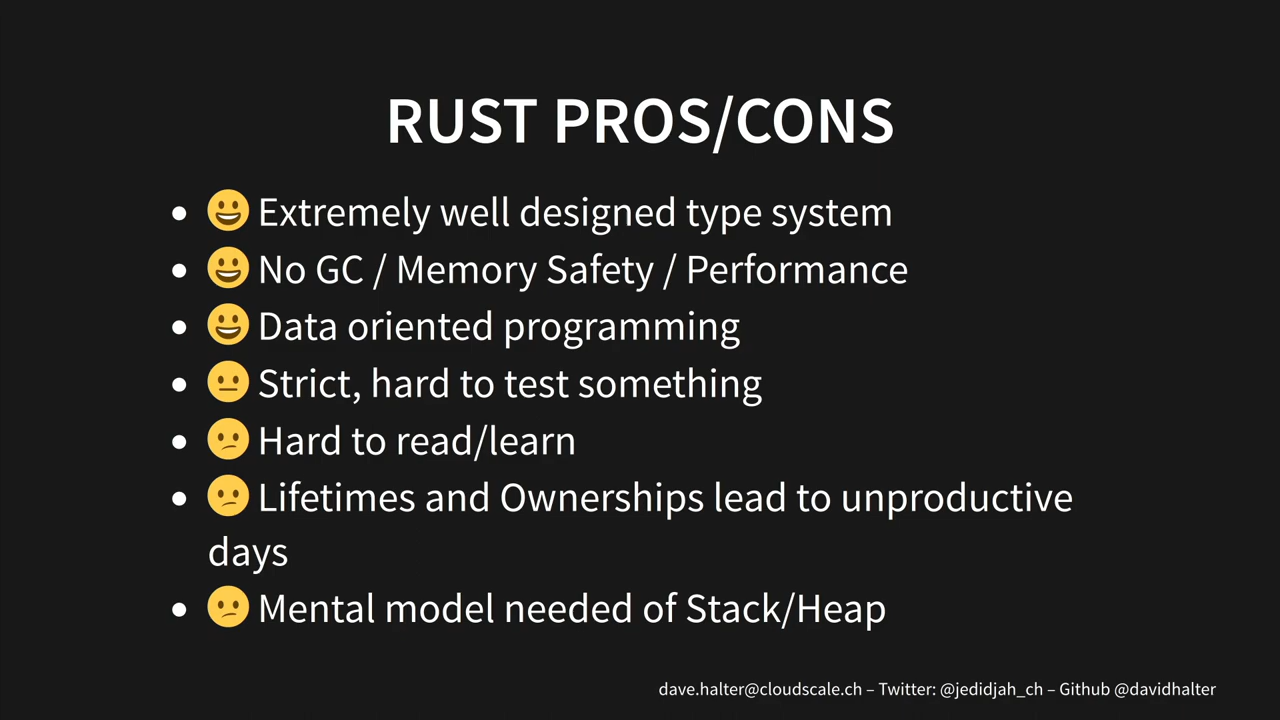 RUST PROS/CONS
• 😀 Extremely well designed type system
• 😀 No GC / Memory Safety / Performance
• 😀 Data oriented programming
• 😐 Strict, hard to test something
• 😕 Hard to read/learn
• 😕 Lifetimes and Ownerships lead to unproductive
days
• 😕 Mental model needed of Stack/Heap
dave.halter@cloudscale.ch – Twitter: @jedidjah_ch – Github @davidhalter